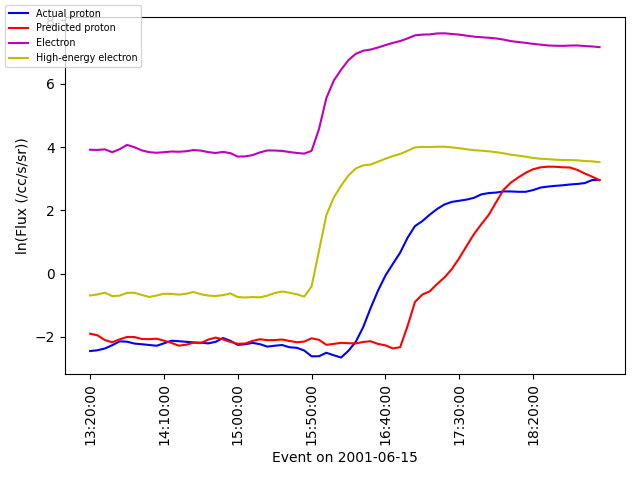 Actual proton
Predicted proton
Electron
High-energy electron
6
4
2
0
−2
ln(Flux (/cc/s/sr))
13:20:00
14:10:00
15:00:00
15:50:00
16:40:00
17:30:00
18:20:00
Event on 2001-06-15